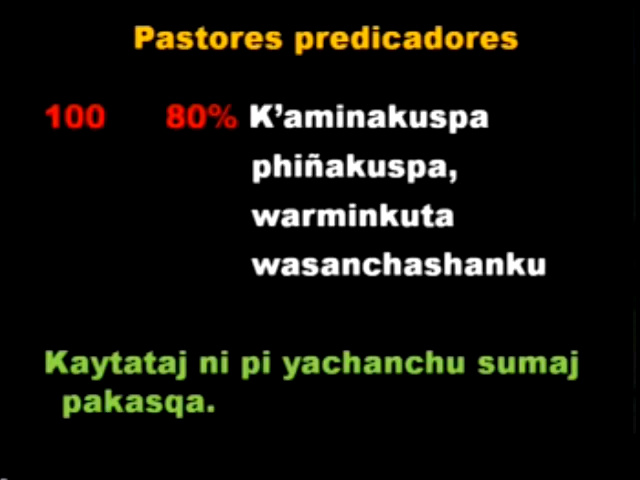 Pastores predicadores
100 80% K’aminakuspa
phiñakuspa,
warminkuta
wasanchashanku
Kaytataj ni pi yachanchu sumaj
pakasqa.